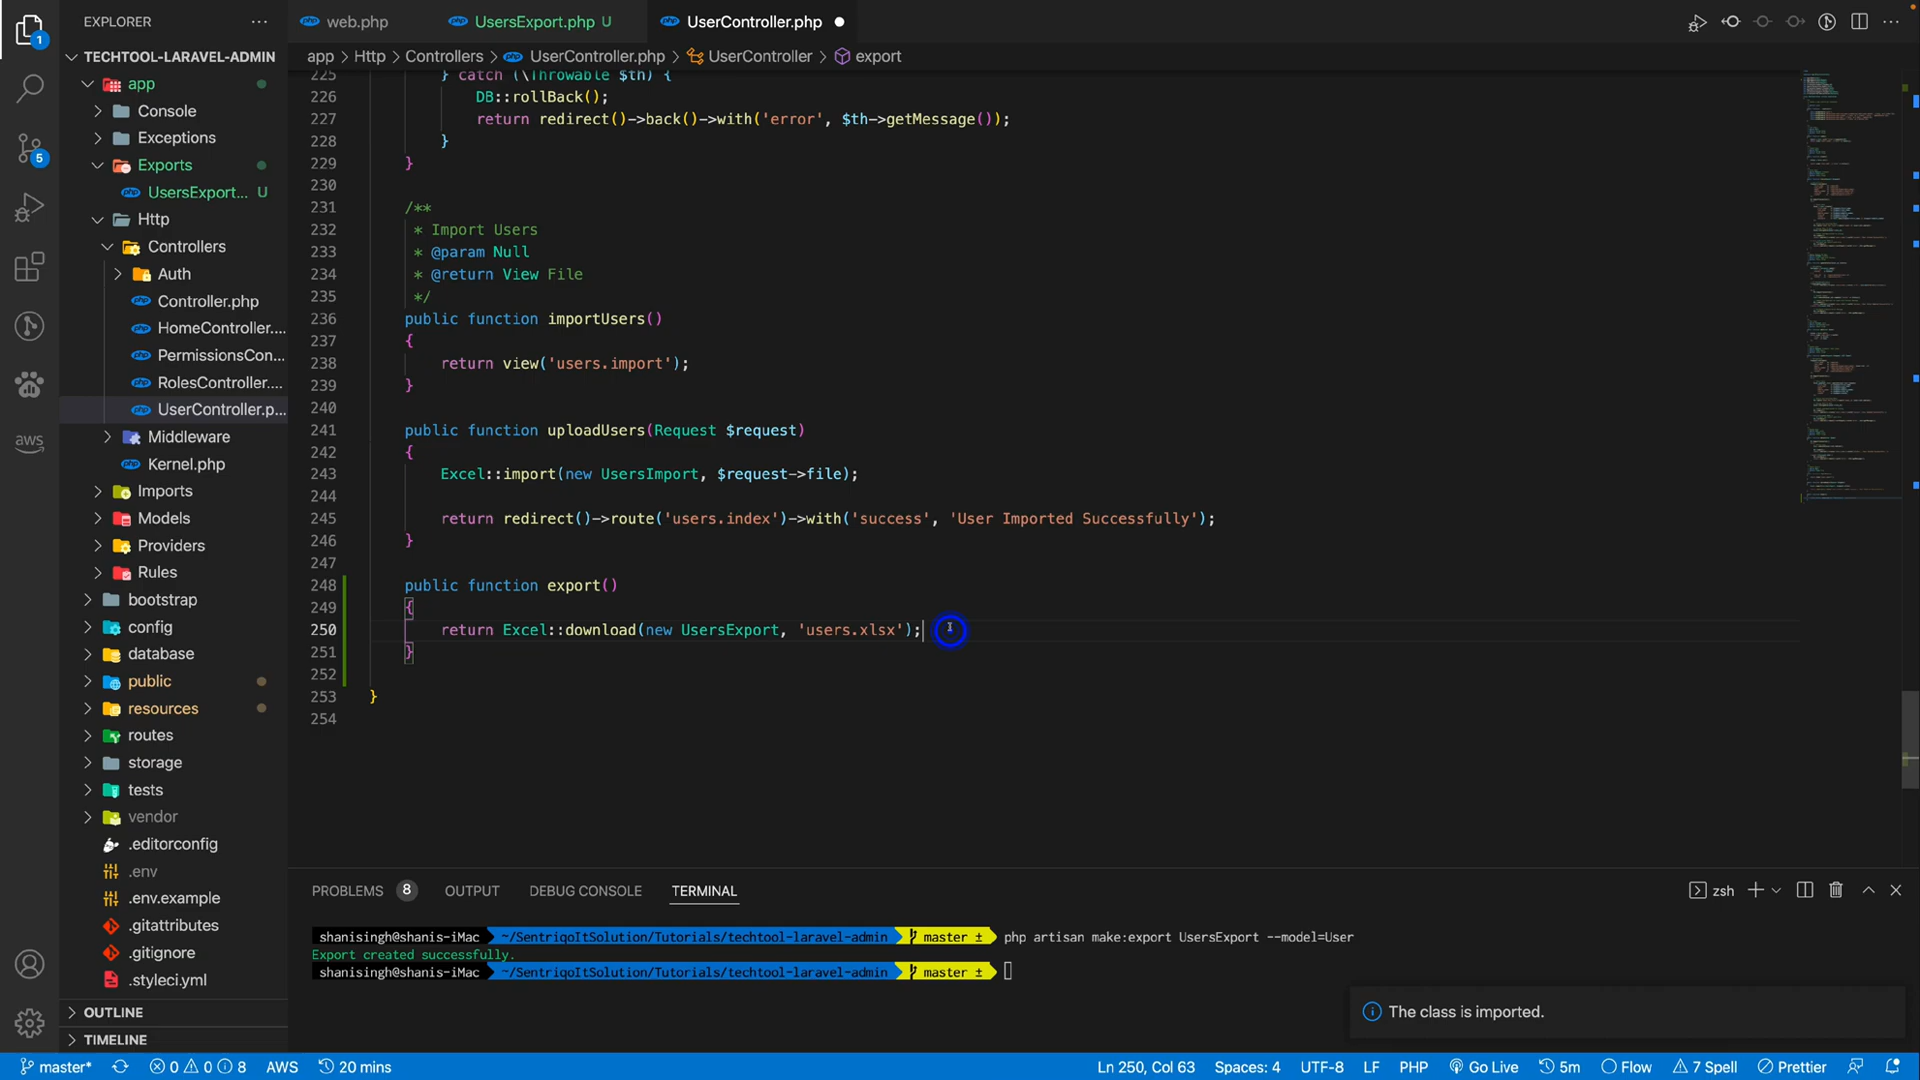 EXPLORER
web.php
UsersExport.php U
UserController.php
TECHTOOL-LARAVEL-ADMIN
app > Http > Controllers > UserController.php > UserController > export
app
Console
Exceptions
Exports
UsersExport... U
Http
Controllers
Auth
Controller.php
HomeController....
PermissionsCon...
RolesController....
UserController.p...
Middleware
Kernel.php
Imports
Models
Providers
Rules
bootstrap
config
database
public
resources
routes
storage
tests
vendor
.editorconfig
.env
.env.example
.gitattributes
.gitignore
.styleci.yml
OUTLINE
TIMELINE
1
5
aws
225 } catch (\Throwable $th) {
226 DB::rollBack();
227 return redirect()->back()->with('error', $th->getMessage());
228 }
229 }
230
231 /**
232 * Import Users
233 * @param Null
234 * @return View File
235 */
236 public function importUsers()
237 {
238 return view('users.import');
239 }
240
241 public function uploadUsers(Request $request)
242 {
243 Excel::import(new UsersImport, $request->file);
244
245 return redirect()->route('users.index')->with('success', 'User Imported Successfully');
246 }
247
248 public function export()
249 {
250 return Excel::download(new UsersExport, 'users.xlsx');
251 }
252
253 }
254
PROBLEMS 8 OUTPUT DEBUG CONSOLE TERMINAL
zsh
shanisingh@shanis-iMac ~/SentriqoItSolution/Tutorials/techtool-laravel-admin master ± php artisan make:export UsersExport --model=User
Export created successfully.
shanisingh@shanis-iMac ~/SentriqoItSolution/Tutorials/techtool-laravel-admin master ±
The class is imported.
master* 0 0 8 AWS 20 mins Ln 250, Col 63 Spaces: 4 UTF-8 LF PHP Go Live 5m Flow 7 Spell Prettier